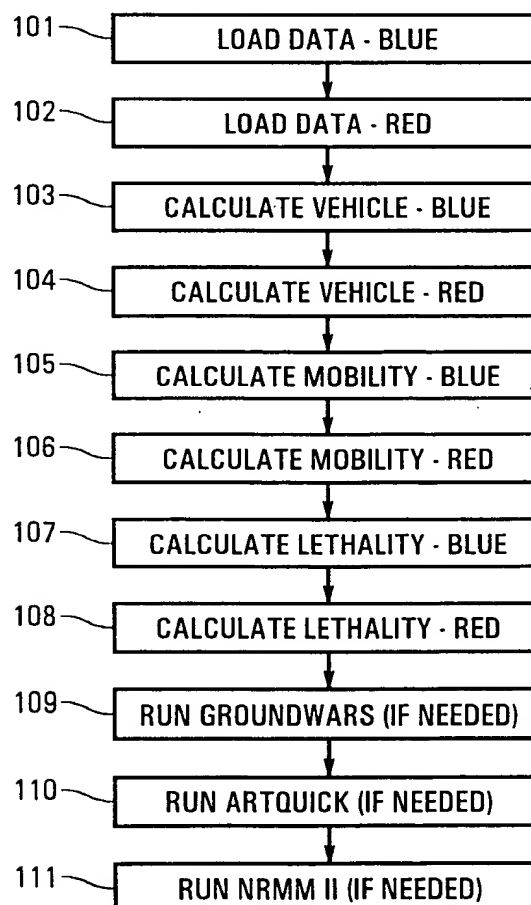 101 LOAD DATA - BLUE
102 LOAD DATA - RED
103 CALCULATE VEHICLE - BLUE
104 CALCULATE VEHICLE - RED
105 CALCULATE MOBILITY - BLUE
106 CALCULATE MOBILITY - RED
107 CALCULATE LETHALITY - BLUE
108 CALCULATE LETHALITY - RED
109 RUN GROUNDWARS (IF NEEDED)
110 RUN ARTQUICK (IF NEEDED)
111 RUN NRMM II (IF NEEDED)